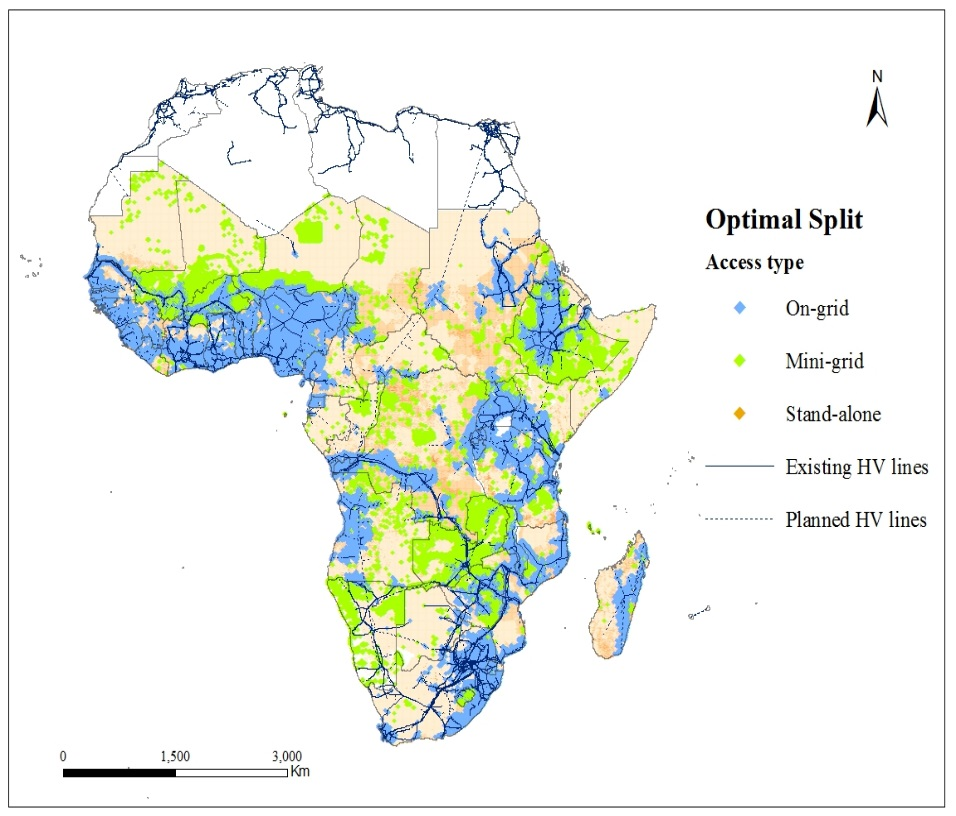 N
Optimal Split
Access type
On-grid
Mini-grid
Stand-alone
Existing HV lines
Planned HV lines
0 1,500 3,000
Km